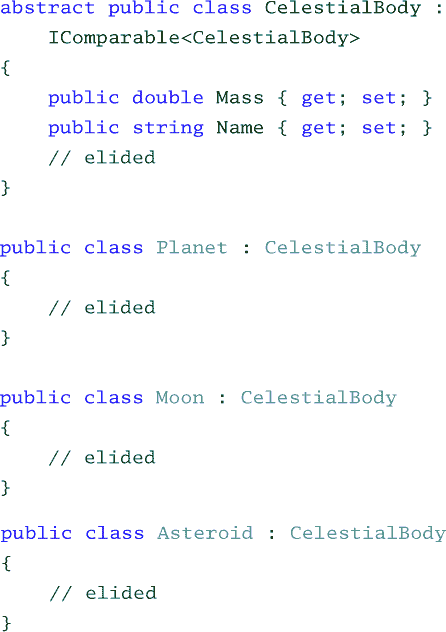 abstract public class CelestialBody :
    IComparable<CelestialBody>
{
    public double Mass { get; set; }
    public string Name { get; set; }
    // elided
}

public class Planet : CelestialBody
{
    // elided
}

public class Moon : CelestialBody
{
    // elided
}
public class Asteroid : CelestialBody
{
    // elided
}